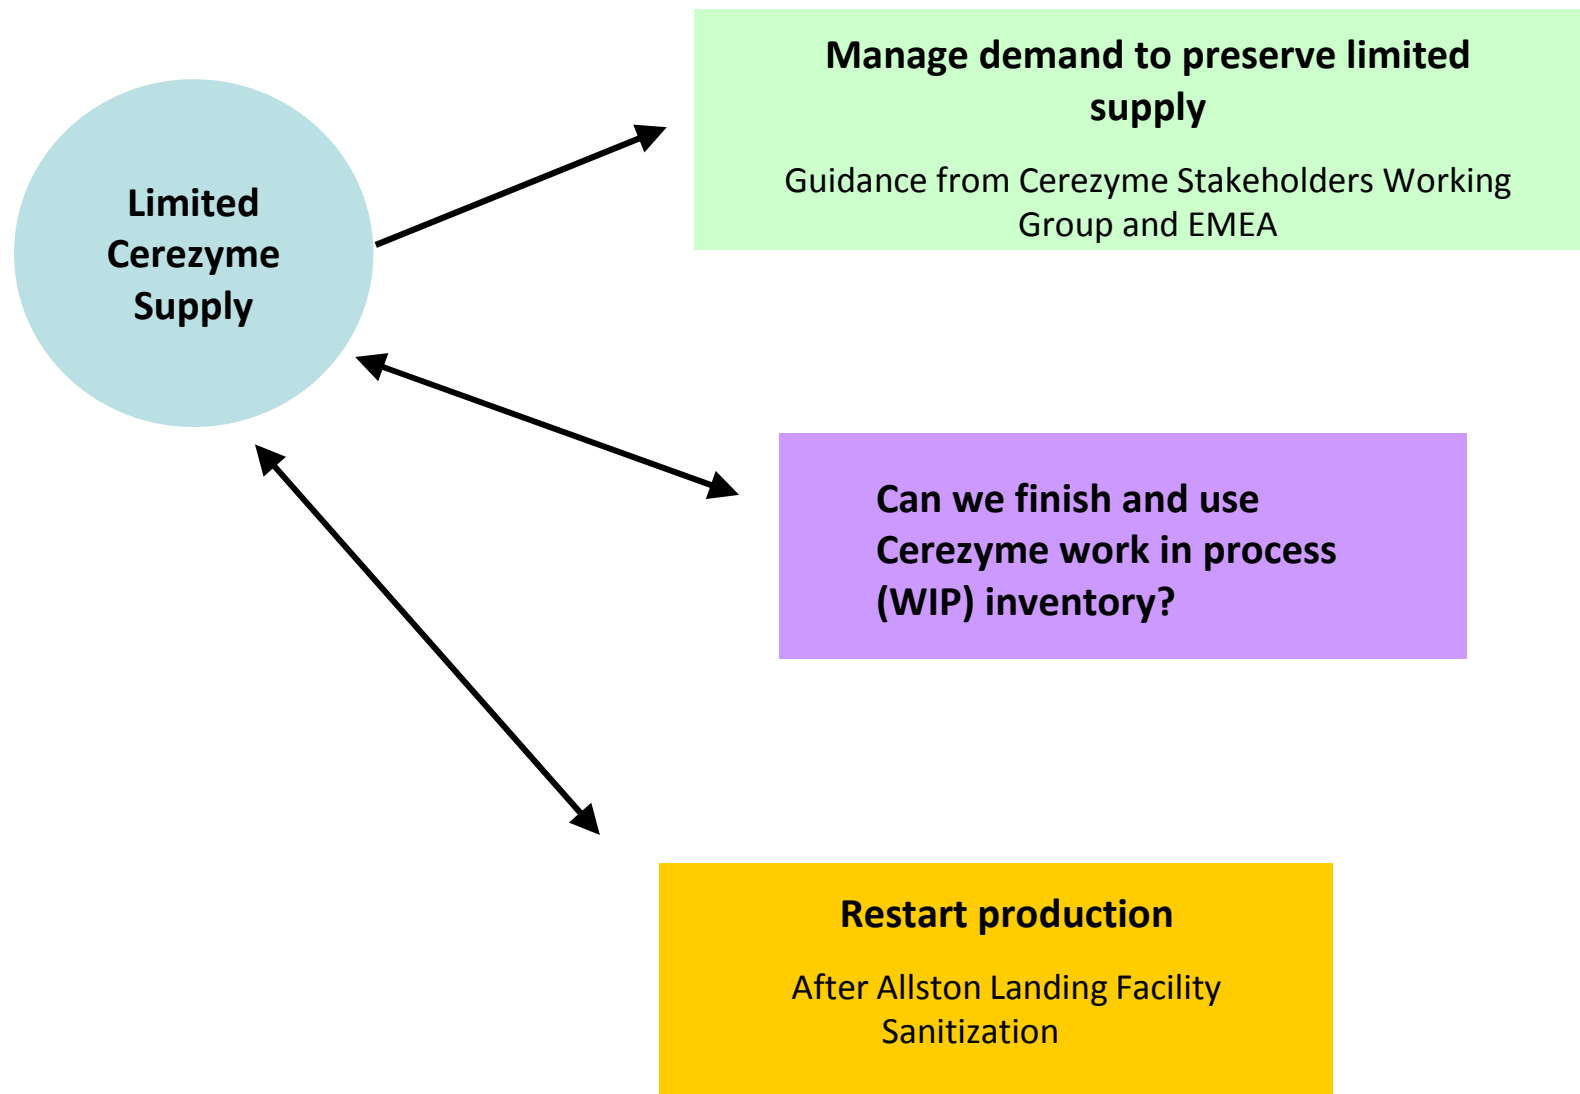 Limited
Cerezyme
Supply
Manage demand to preserve limited
supply
Guidance from Cerezyme Stakeholders Working
Group and EMEA
Can we finish and use
Cerezyme work in process
(WIP) inventory?
Restart production
After Allston Landing Facility
Sanitization